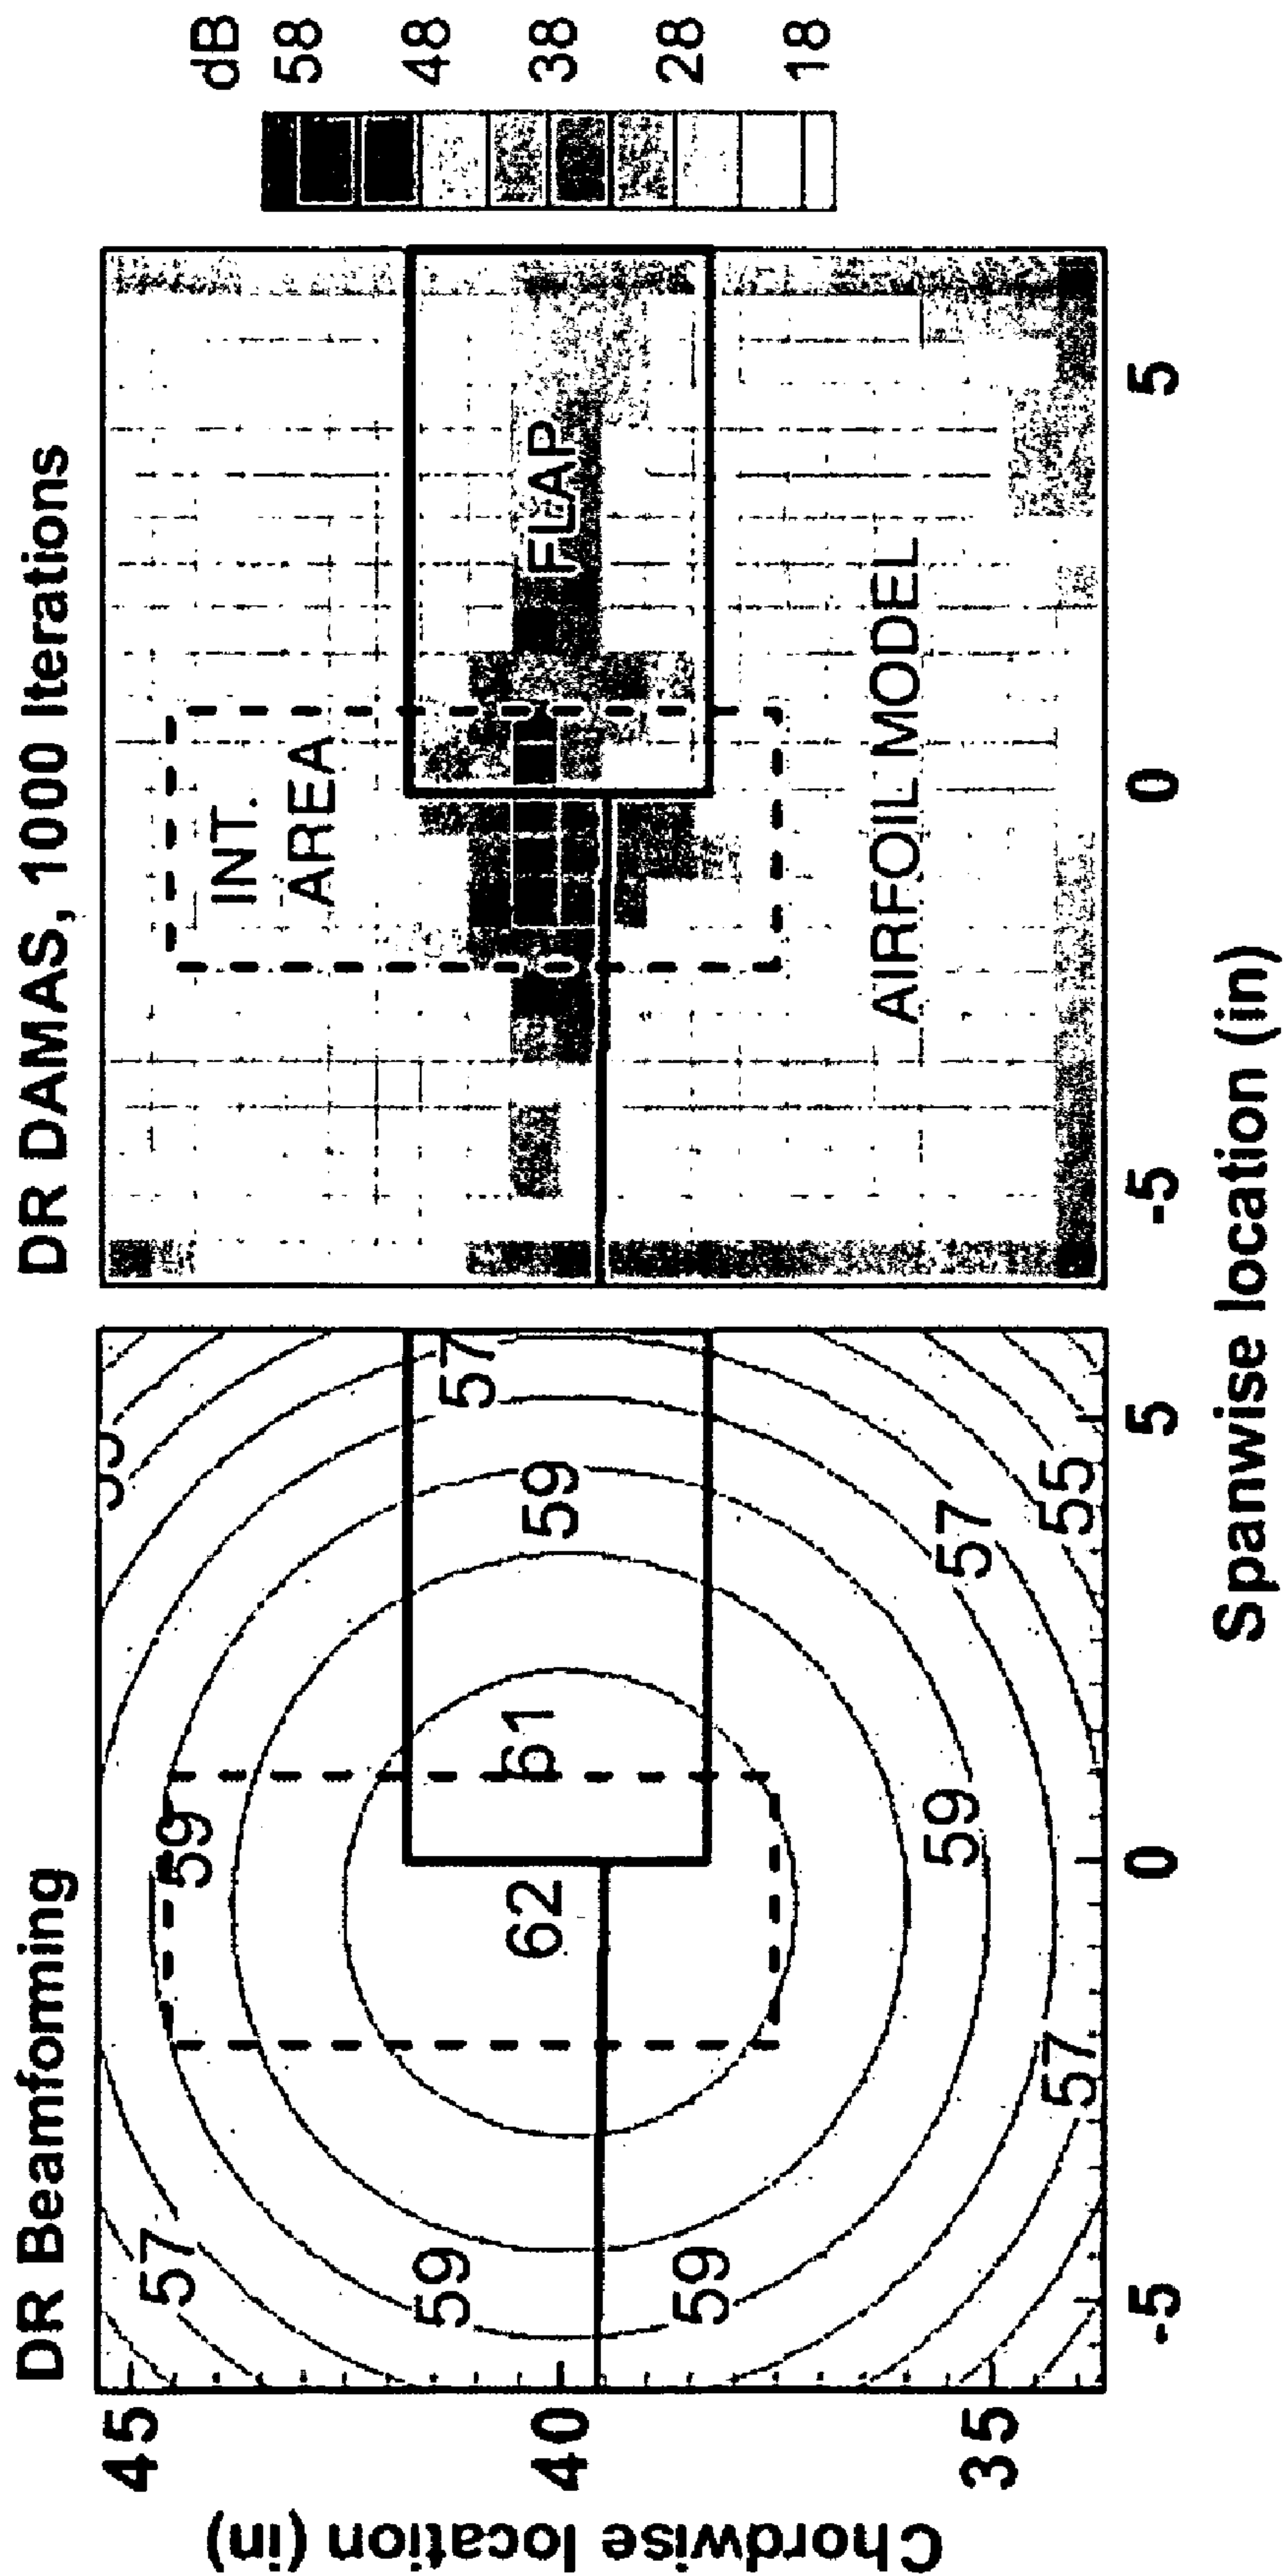 DR Beamfoming
DR DAMAS, 1000 Iterations
dB
58
48
38
28
18
45
40
35
Chordwise location (in)
57
59
59
59
62
61
59
57
57
59
57
55
-5
0
5
INT.
AREA
FLAP
AIRFOIL MODEL
-5
0
5
Spanwise location (in)